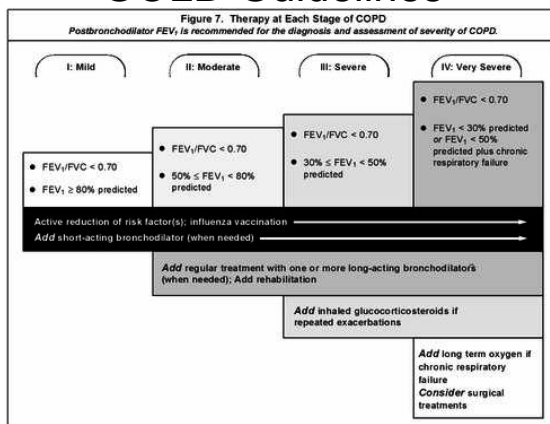 GOLD Guidelines
Figure 7. Therapy at Each Stage of COPD
Postbronchodilator FEV₁ is recommended for the diagnosis and assessment of severity of COPD.
I: Mild
II: Moderate
III: Severe
IV: Very Severe
• FEV₁/FVC < 0.70
• FEV₁ ≥ 80% predicted
• FEV₁/FVC < 0.70
• 50% ≤ FEV₁ < 80%
predicted
• FEV₁/FVC < 0.70
• 30% ≤ FEV₁ < 50%
predicted
• FEV₁/FVC < 0.70
• FEV₁ < 30% predicted
or FEV₁ < 50%
predicted plus chronic
respiratory failure
Active reduction of risk factor(s); influenza vaccination
Add short-acting bronchodilator (when needed)
Add regular treatment with one or more long-acting bronchodilators
(when needed); Add rehabilitation
Add inhaled glucocorticosteroids if
repeated exacerbations
Add long term oxygen if
chronic respiratory
failure
Consider surgical
treatments